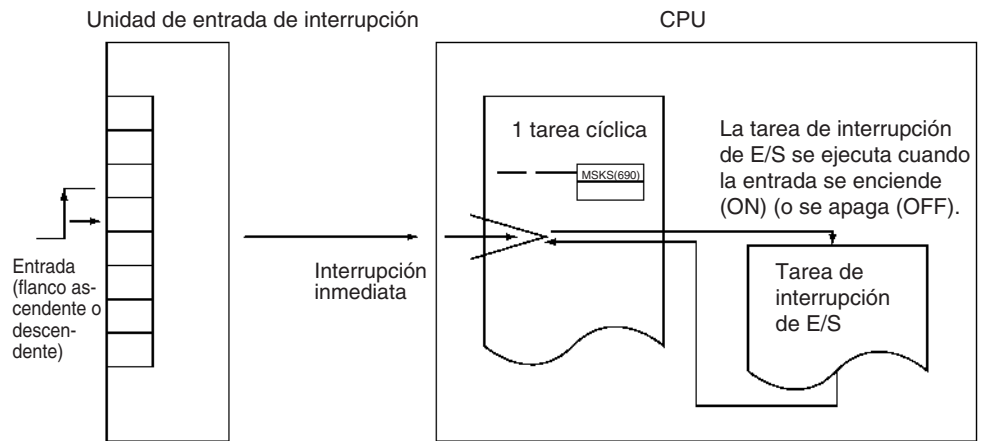 Unidad de entrada de interrupción
CPU
1 tarea cíclica
MSKS(690)
La tarea de interrupción
de E/S se ejecuta cuando
la entrada se enciende
(ON) (o se apaga (OFF).
Entrada
(flanco as-
cendente o
descen-
dente)
Interrupción
inmediata
Tarea de
interrupción
de E/S